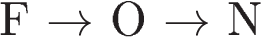 F → O → N